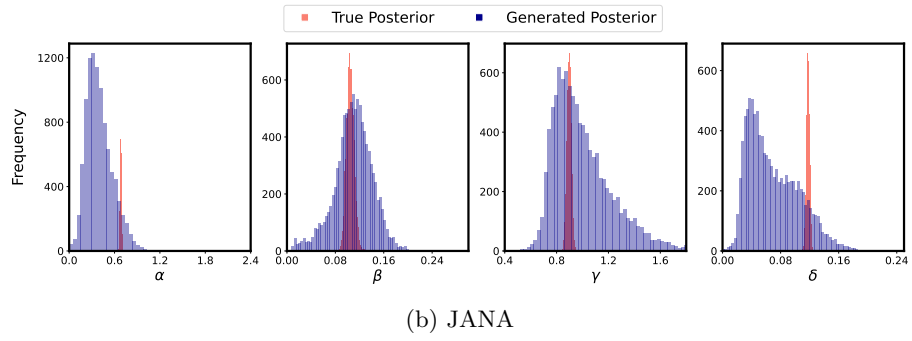 True Posterior Generated Posterior
Frequency
1200
800
400
0
0.0 0.6 1.2 1.8 2.4
α
600
400
200
0
0.00 0.08 0.16 0.24
β
600
400
200
0
0.4 0.8 1.2 1.6
γ
600
400
200
0
0.00 0.08 0.16 0.24
δ
(b) JANA